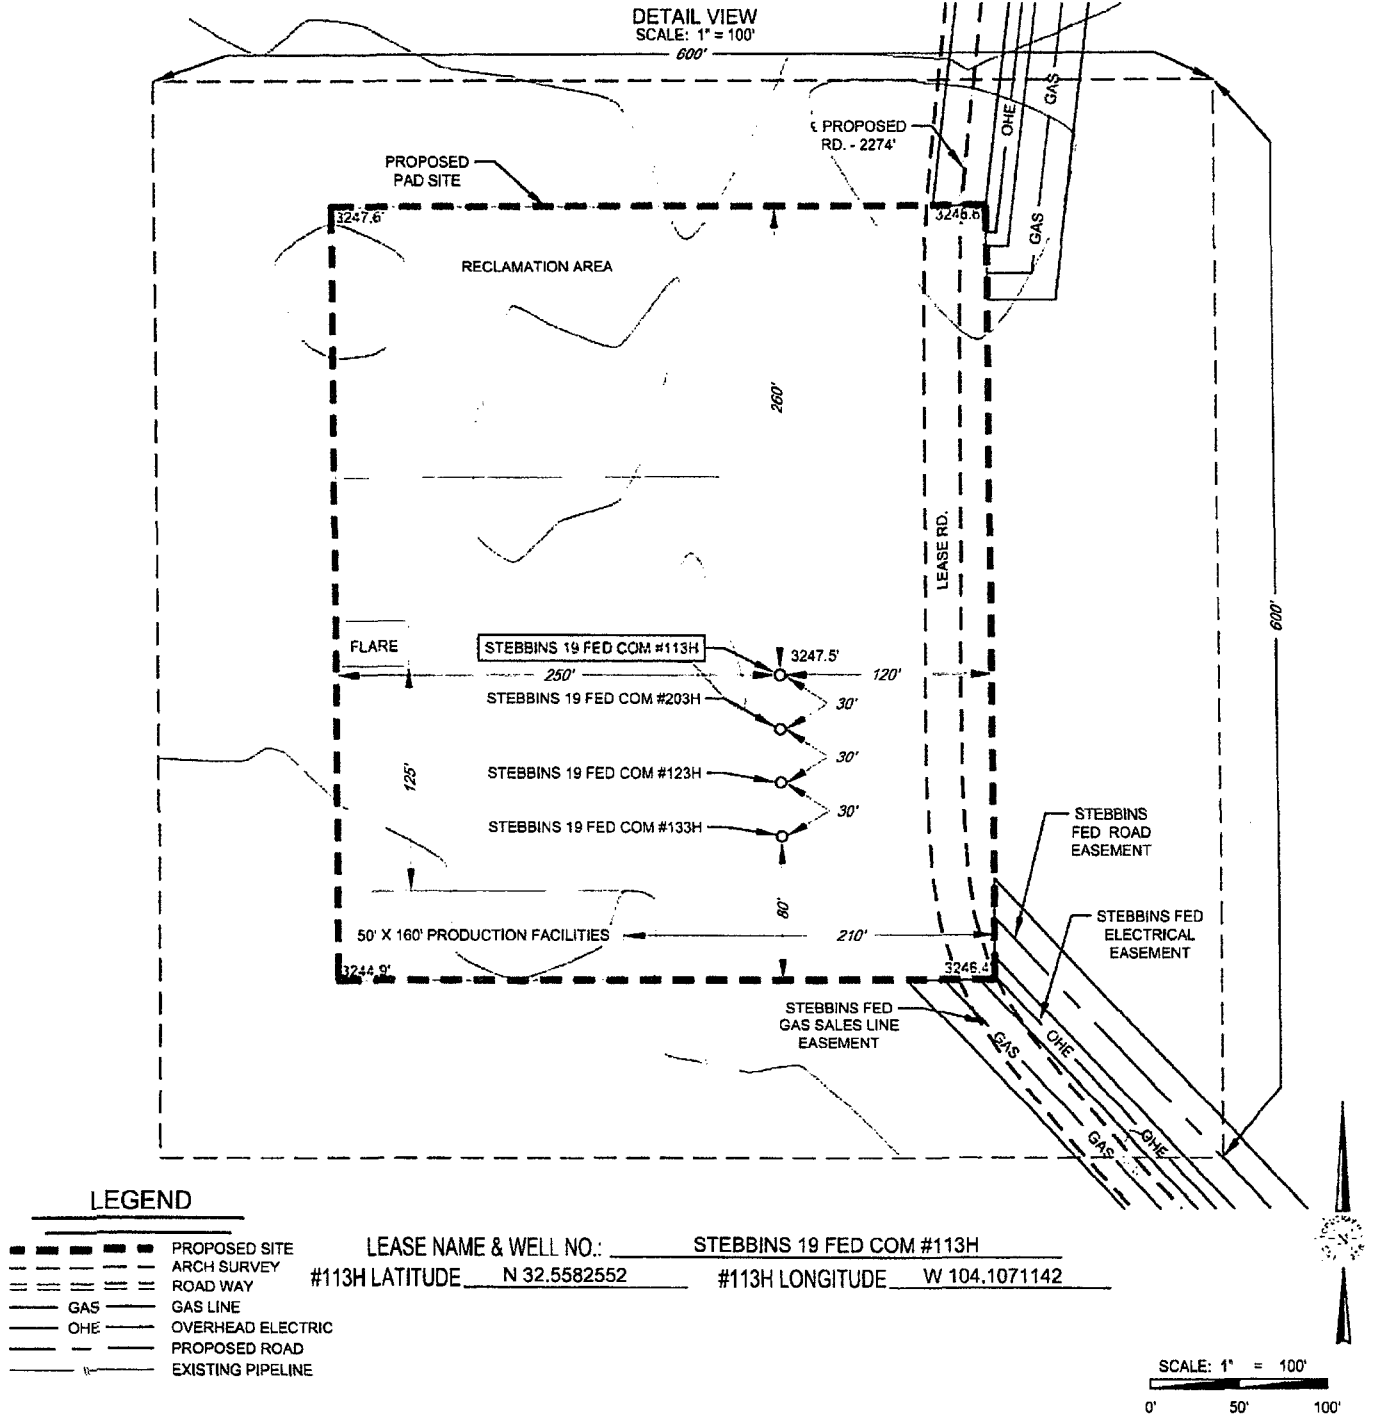 DETAIL VIEW
SCALE: 1" = 100'
600'
PROPOSED
RD. - 2274'
OHE
GAS
PROPOSED
PAD SITE
3247.6'
GAS
RECLAMATION AREA
260'
LEASE RD.
600'
FLARE
STEBBINS 19 FED COM #113H
3247.5'
250'
120'
STEBBINS 19 FED COM #203H
30'
30'
STEBBINS 19 FED COM #123H
125'
30'
STEBBINS 19 FED COM #133H
STEBBINS
FED ROAD
EASEMENT
80'
STEBBINS FED
ELECTRICAL
EASEMENT
50' X 160' PRODUCTION FACILITIES
210'
3244.9'
3246.4'
STEBBINS FED
GAS SALES LINE
EASEMENT
GAS
OHE
GAS
OHE
LEGEND
PROPOSED SITE
ARCH SURVEY
ROAD WAY
GAS GAS LINE
OHE OVERHEAD ELECTRIC
PROPOSED ROAD
EXISTING PIPELINE
LEASE NAME & WELL NO.: STEBBINS 19 FED COM #113H
#113H LATITUDE N 32.5582552 #113H LONGITUDE W 104.1071142
N
SCALE: 1" = 100'
0' 50' 100'